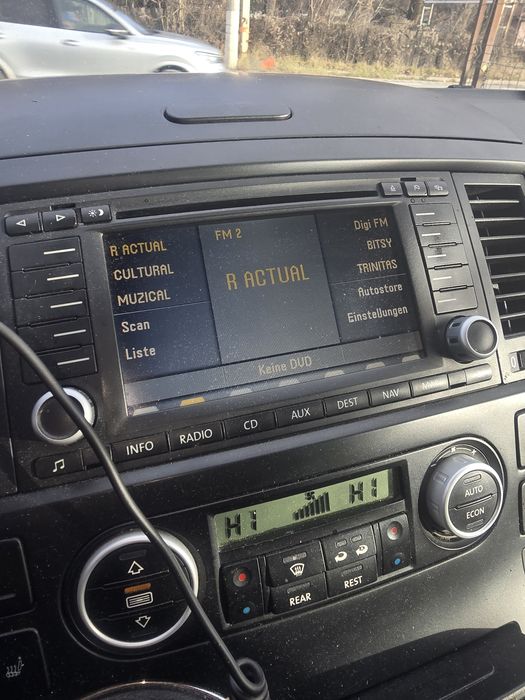 R ACTUAL
CULTURAL
MUZICAL
Scan
Liste
FM 2
R ACTUAL
Digi FM
BITSY
TRINITAS
Autostore
Einstellungen
Keine DVD
INFO
RADIO
CD
AUX
DEST
NAV
HI
HI
REAR
REST
AUTO
ECON